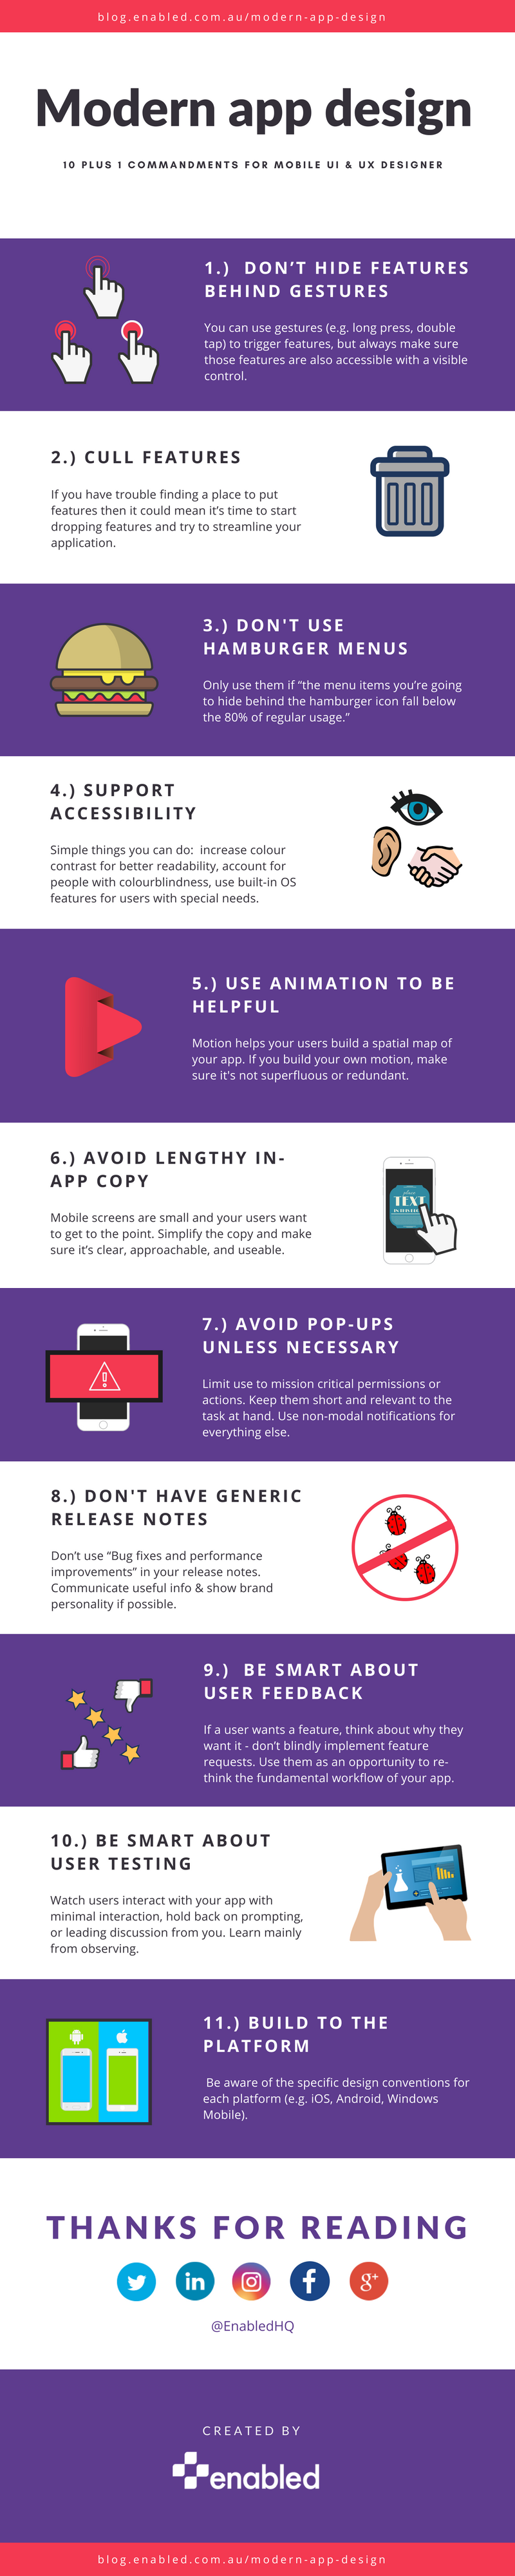 blog.enabled.com.au/modern-app-design
Modern app design
10 PLUS 1 COMMANDMENTS FOR MOBILE UI & UX DESIGNER
1.) DON’T HIDE FEATURES
BEHIND GESTURES
You can use gestures (e.g. long press, double
tap) to trigger features, but always make sure
those features are also accessible with a visible
control.
2.) CULL FEATURES
If you have trouble finding a place to put
features then it could mean it’s time to start
dropping features and try to streamline your
application.
3.) DON'T USE
HAMBURGER MENUS
Only use them if “the menu items you’re going
to hide behind the hamburger icon fall below
the 80% of regular usage.”
4.) SUPPORT
ACCESSIBILITY
Simple things you can do: increase colour
contrast for better readability, account for
people with colourblindness, use built-in OS
features for users with special needs.
5.) USE ANIMATION TO BE
HELPFUL
Motion helps your users build a spatial map of
your app. If you build your own motion, make
sure it's not superfluous or redundant.
6.) AVOID LENGTHY IN-
APP COPY
Mobile screens are small and your users want
to get to the point. Simplify the copy and make
sure it’s clear, approachable, and useable.
TEXT
7.) AVOID POP-UPS
UNLESS NECESSARY
Limit use to mission critical permissions or
actions. Keep them short and relevant to the
task at hand. Use non-modal notifications for
everything else.
8.) DON'T HAVE GENERIC
RELEASE NOTES
Don’t use “Bug fixes and performance
improvements” in your release notes.
Communicate useful info & show brand
personality if possible.
9.) BE SMART ABOUT
USER FEEDBACK
If a user wants a feature, think about why they
want it - don’t blindly implement feature
requests. Use them as an opportunity to re-
think the fundamental workflow of your app.
10.) BE SMART ABOUT
USER TESTING
Watch users interact with your app with
minimal interaction, hold back on prompting,
or leading discussion from you. Learn mainly
from observing.
11.) BUILD TO THE
PLATFORM
Be aware of the specific design conventions for
each platform (e.g. iOS, Android, Windows
Mobile).
THANKS FOR READING
in
f
g+
@EnabledHQ
CREATED BY
enabled
blog.enabled.com.au/modern-app-design